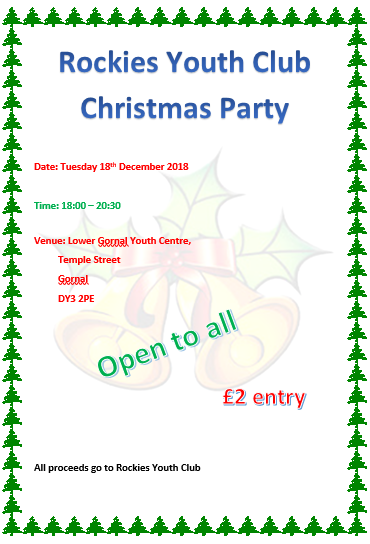 Rockies Youth Club
Christmas Party
Date: Tuesday 18th December 2018
Time: 18:00 – 20:30
Venue: Lower Gornal Youth Centre,
Temple Street
Gornal
DY3 2PE
Open to all
£2 entry
All proceeds go to Rockies Youth Club